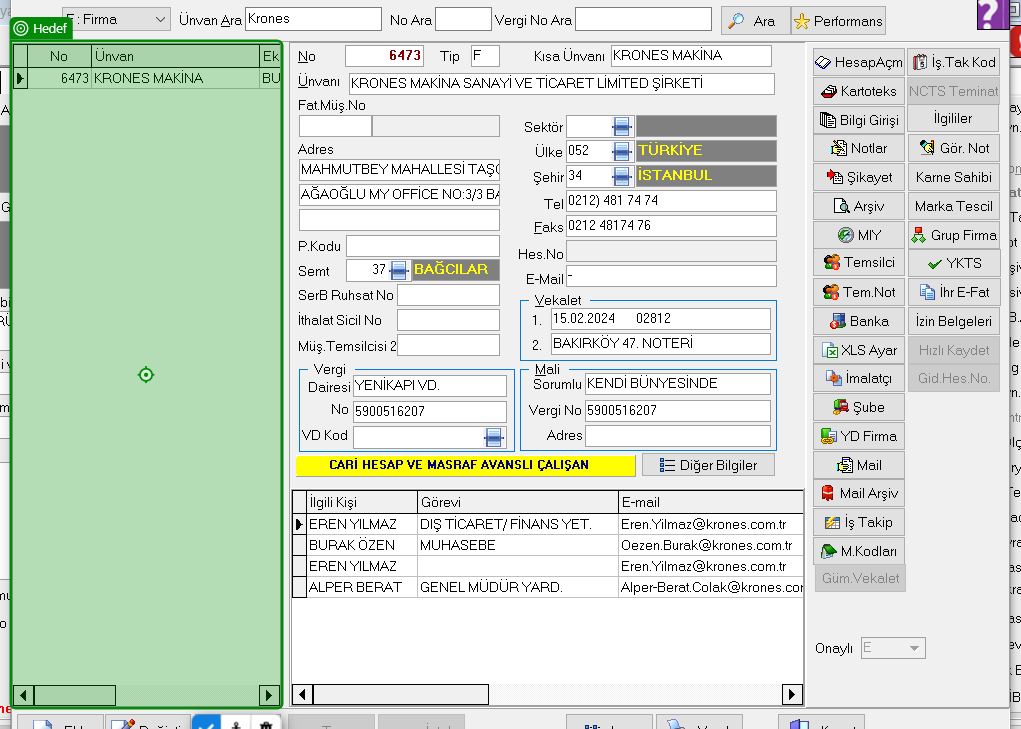 E : Firma Ünvan Ara Krones No Ara Vergi No Ara Ara Performans
Hedef
No Ünvan Ek
6473 KRONES MAKİNA BU
No 6473 Tip F Kısa Ünvanı KRONES MAKİNA
Ünvanı KRONES MAKİNA SANAYİ VE TİCARET LİMİTED ŞİRKETİ
Fat.Müş.No
Sektör
Adres
Ülke 052 TÜRKİYE
MAHMUTBEY MAHALLESİ TAŞO
Şehir 34 İSTANBUL
AĞAOĞLU MY OFFİCE NO:3/3 BA
Tel 0212) 481 74 74
Faks 0212 48174 76
P.Kodu
Hes.No
Semt 37 BAĞCILAR
E-Mail -
SerB Ruhsat No
Vekalet
İthalat Sicil No
1. 15.02.2024 02812
Müş.Temsilcisi 2
2. BAKIRKÖY 47. NOTERİ
Vergi
Dairesi YENİKAPI VD.
No 5900516207
VD Kod
Mali
Sorumlu KENDİ BÜNYESİNDE
Vergi No 5900516207
Adres
CARİ HESAP VE MASRAF AVANSLI ÇALIŞAN
Diğer Bilgiler
İlgili Kişi Görevi E-mail
EREN YILMAZ DIŞ TİCARET/ FİNANS YET. Eren.Yilmaz@krones.com.tr
BURAK ÖZEN MUHASEBE Oezen.Burak@krones.com.tr
EREN YILMAZ Eren.Yilmaz@krones.com.tr
ALPER BERAT GENEL MÜDÜR YARD. Alper-Berat.Colak@krones.cor
HesapAçm İş.Tak Kod
Kartoteks NCTS Teminat
Bilgi Girişi İlgililer
Notlar Gör. Not
Şikayet Karne Sahibi
Arşiv Marka Tescil
MIY Grup Firma
Temsilci YKTS
Tem.Not İhr E-Fat
Banka İzin Belgeleri
XLS Ayar Hızlı Kaydet
İmalatçı Gid.Hes.No.
Şube
YD Firma
Mail
Mail Arşiv
İş Takip
M.Kodları
Güm.Vekalet
Onaylı E